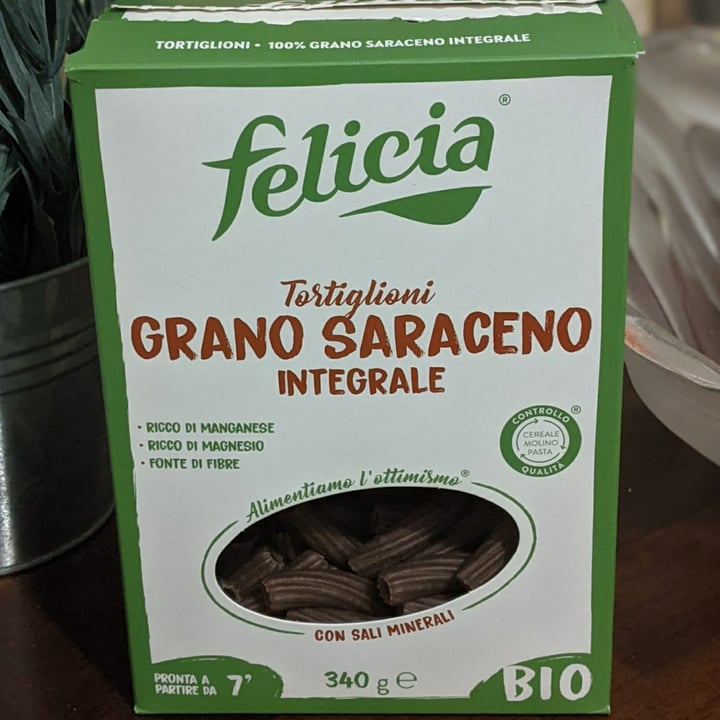 TORTIGLIONI • 100% GRANO SARACENO INTEGRALE
felicia®
Tortiglioni
GRANO SARACENO
INTEGRALE
• RICCO DI MANGANESE
• RICCO DI MAGNESIO
• FONTE DI FIBRE
CONTROLLO ®
CEREALE
MOLINO
PASTA
QUALITÀ
Alimentiamo l'ottimismo®
CON SALI MINERALI
PRONTA A
PARTIRE DA 7'
340 g ℮
BIO